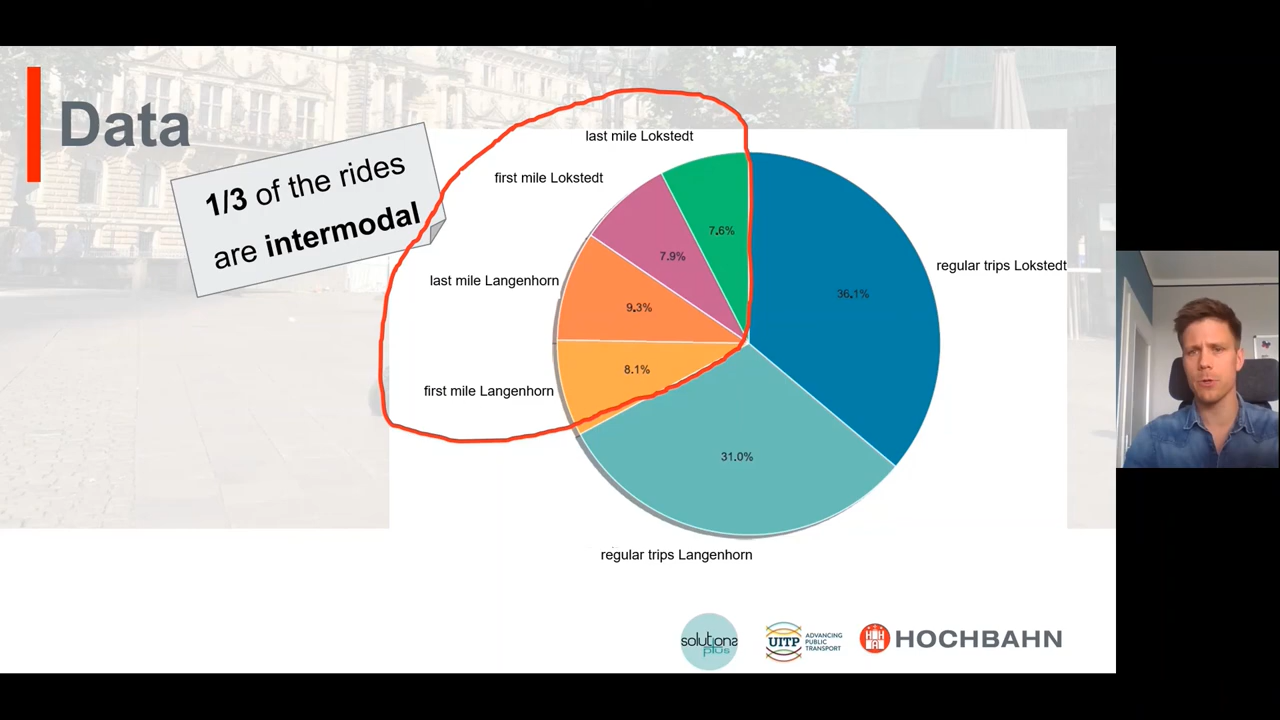 Data
1/3 of the rides
are intermodal
last mile Lokstedt
first mile Lokstedt
last mile Langenhorn
first mile Langenhorn
regular trips Lokstedt
regular trips Langenhorn
7.6%
7.9%
9.3%
8.1%
36.1%
31.0%
solutions
plus
UITP
ADVANCING
PUBLIC
TRANSPORT
HOCHBAHN